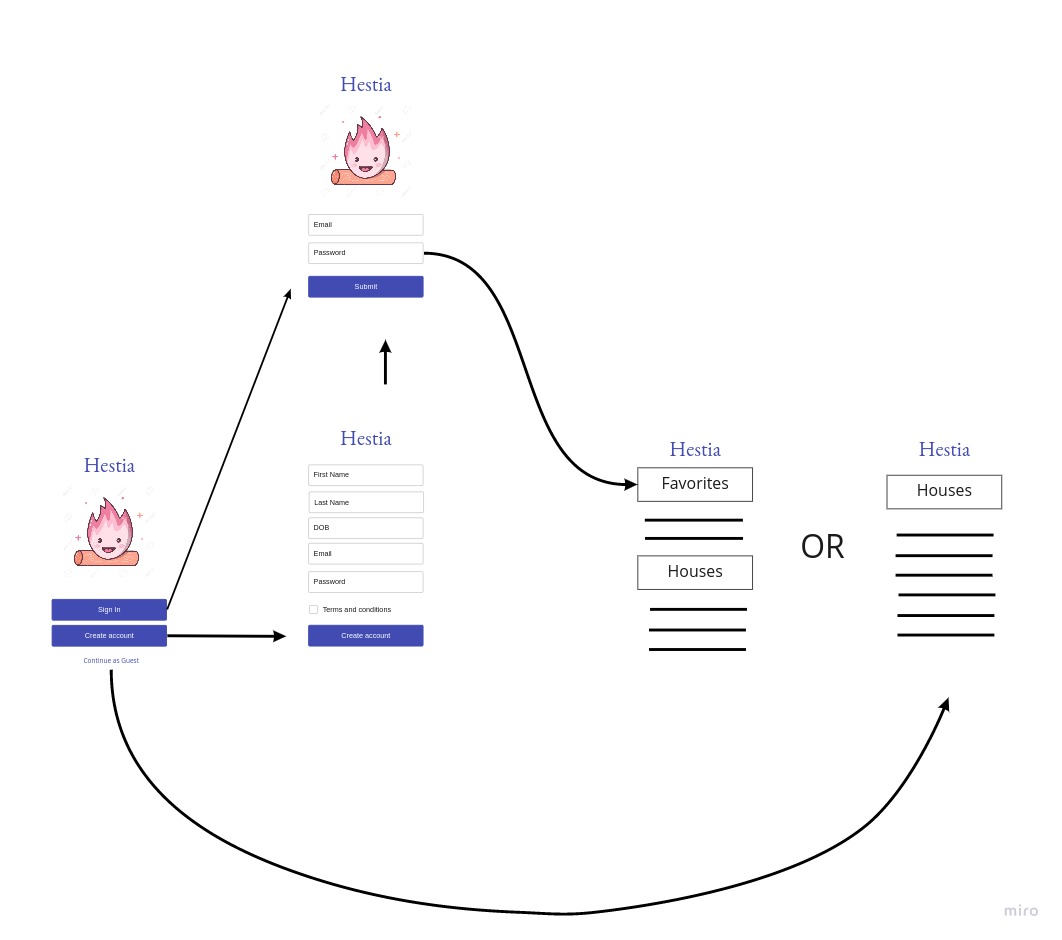 Hestia
Email
Password
Submit
Hestia
Sign In
Create account
Continue as Guest
Hestia
First Name
Last Name
DOB
Email
Password
Terms and conditions
Create account
Hestia
Favorites
Houses
OR
Hestia
Houses
miro